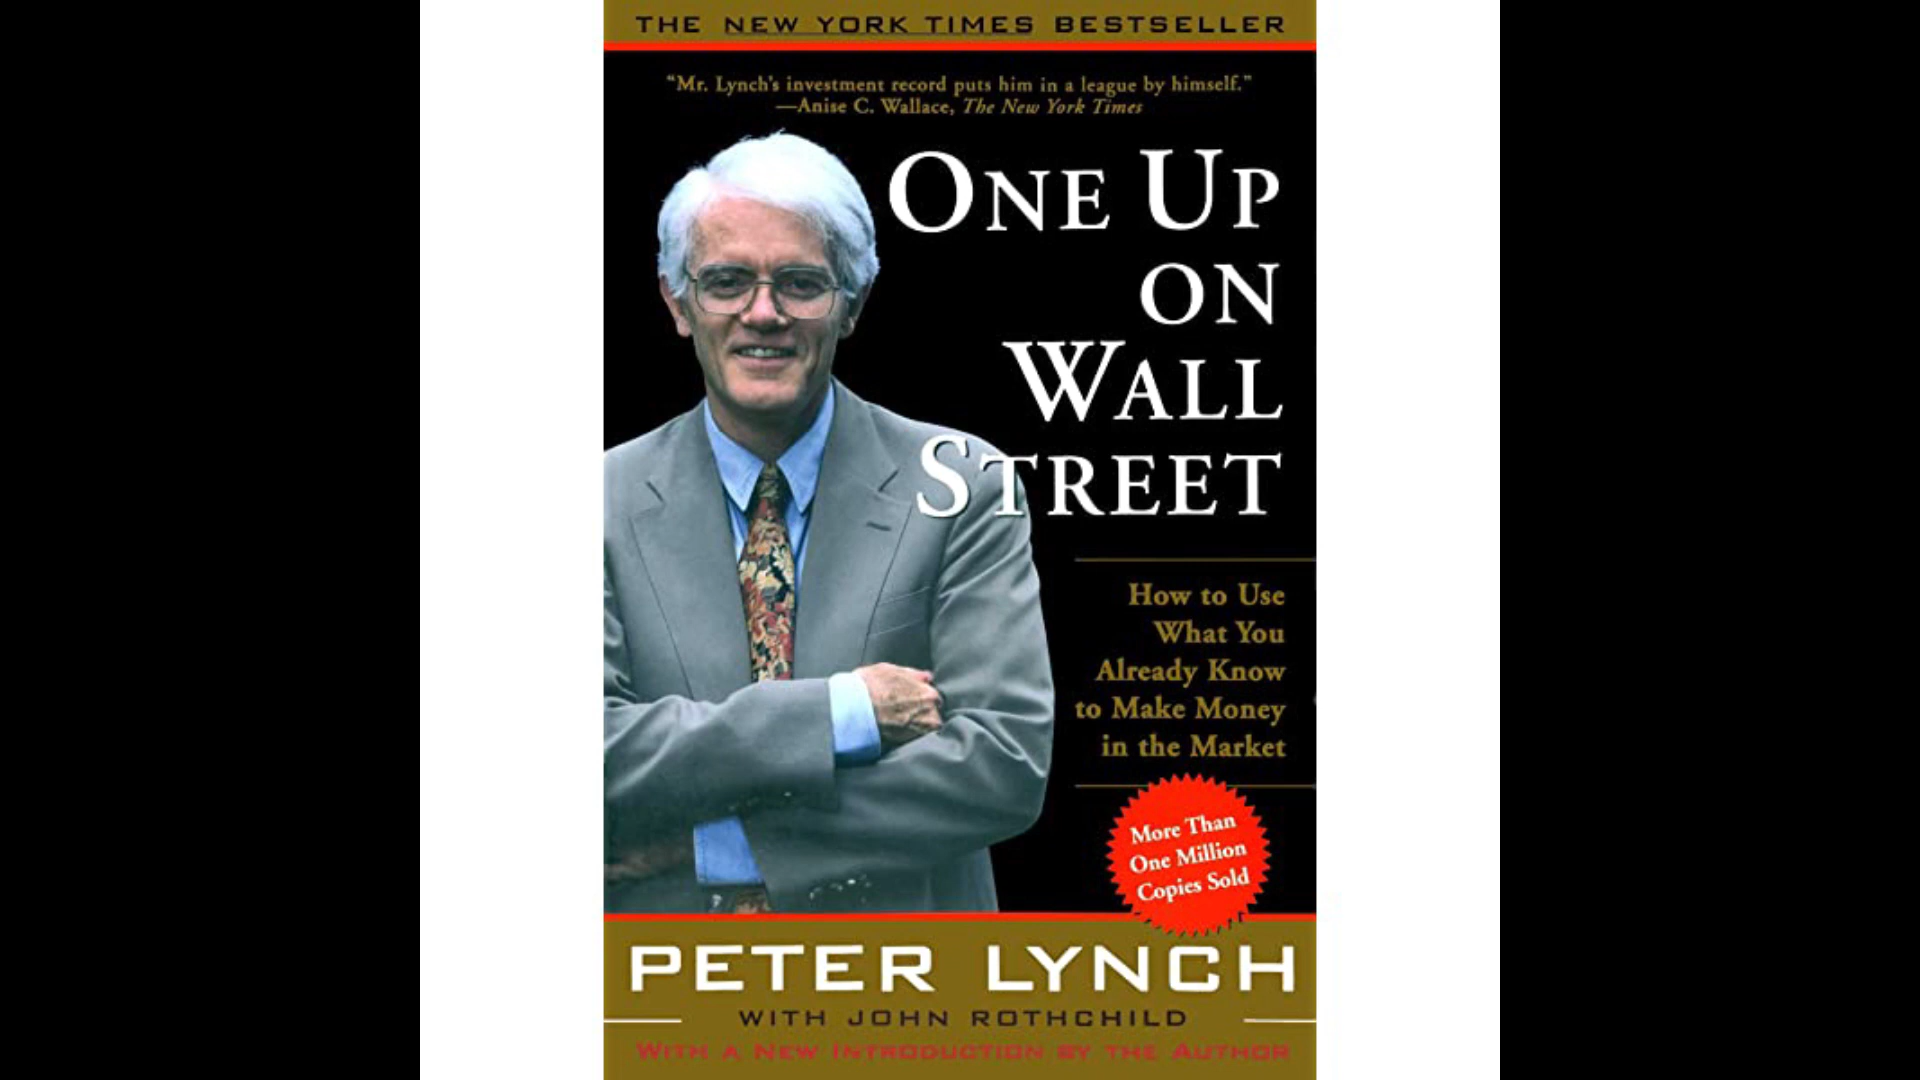 THE NEW YORK TIMES BESTSELLER
“Mr. Lynch's investment record puts him in a league by himself.”
—Anise C. Wallace, The New York Times
ONE UP
ON
WALL
STREET
How to Use
What You
Already Know
to Make Money
in the Market
More Than
One Million
Copies Sold
PETER LYNCH
WITH JOHN ROTHCHILD
WITH A NEW INTRODUCTION BY THE AUTHOR